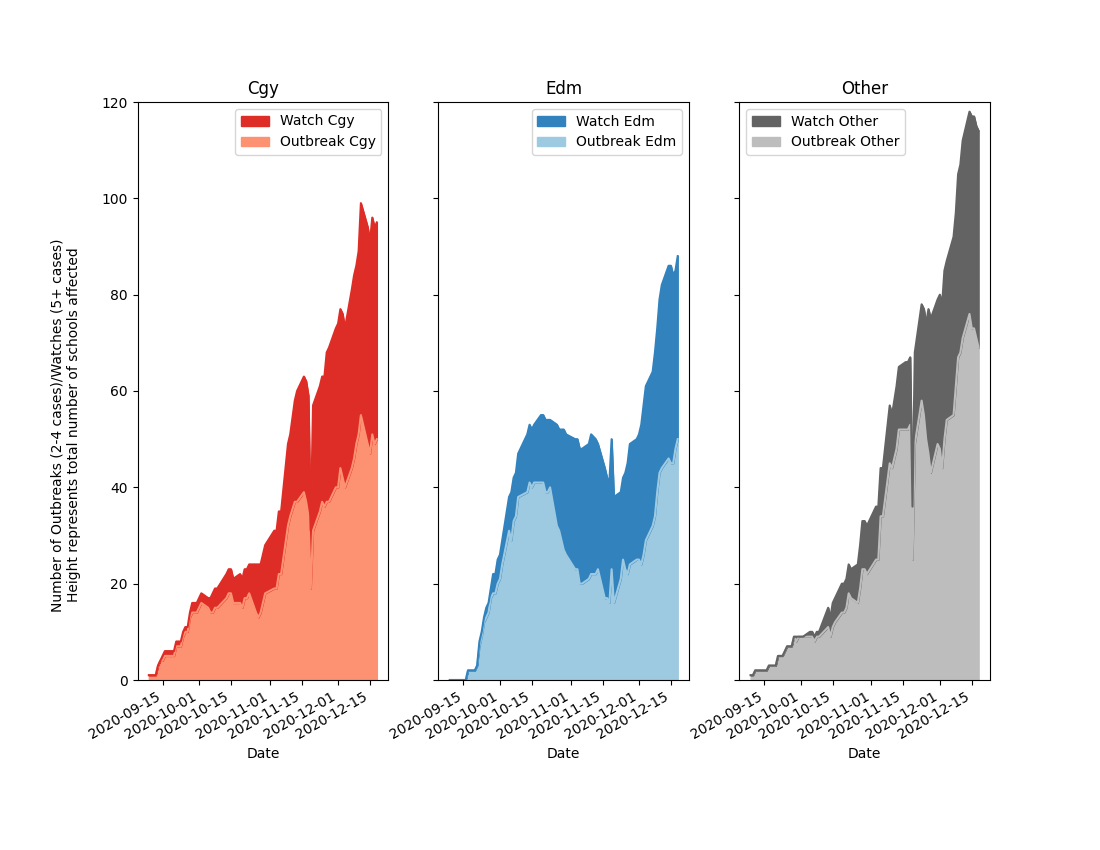 Cgy
Edm
Other
Number of Outbreaks (2-4 cases)/Watches (5+ cases)
Height represents total number of schools affected
120
100
80
60
40
20
0
Watch Cgy
Outbreak Cgy
Watch Edm
Outbreak Edm
Watch Other
Outbreak Other
2020-09-15
2020-10-01
2020-10-15
2020-11-01
2020-11-15
2020-12-01
2020-12-15
2020-09-15
2020-10-01
2020-10-15
2020-11-01
2020-11-15
2020-12-01
2020-12-15
2020-09-15
2020-10-01
2020-10-15
2020-11-01
2020-11-15
2020-12-01
2020-12-15
Date
Date
Date